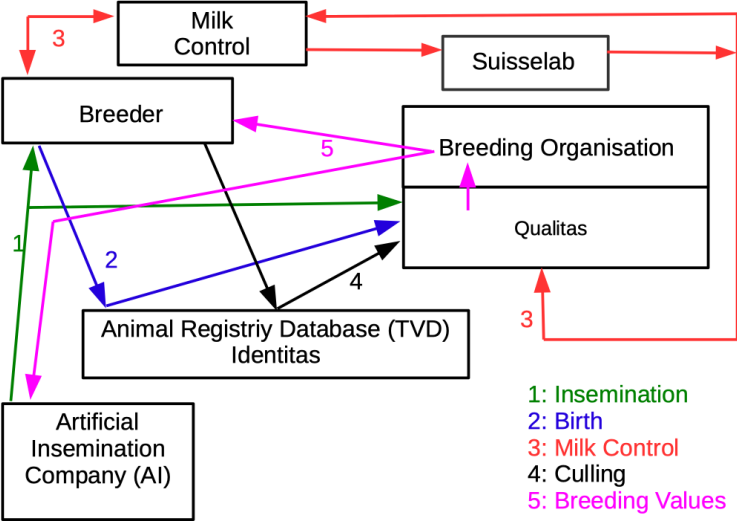 Milk
Control
3
Suisselab
Breeder
5
Breeding Organisation
1
2
Qualitas
4
3
Animal Registriy Database (TVD)
Identitas
Artificial
Insemination
Company (AI)
1: Insemination
2: Birth
3: Milk Control
4: Culling
5: Breeding Values